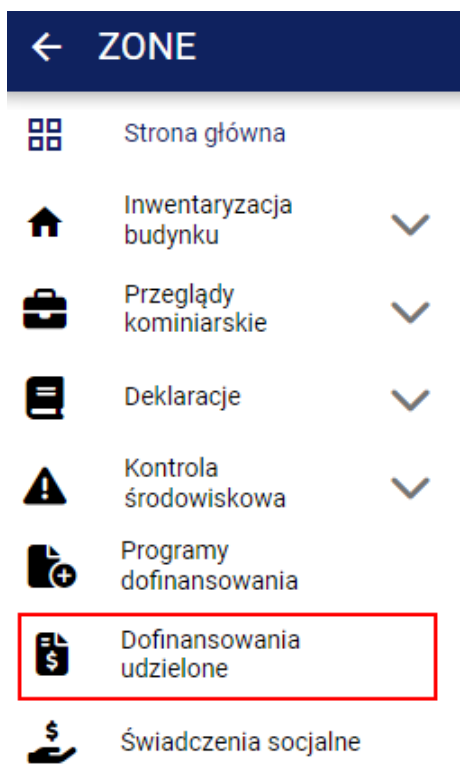 ZONE
Strona główna
Inwentaryzacja
budynku
Przeglądy
kominiarskie
Deklaracje
Kontrola
środowiskowa
Programy
dofinansowania
Dofinansowania
udzielone
Świadczenia socjalne